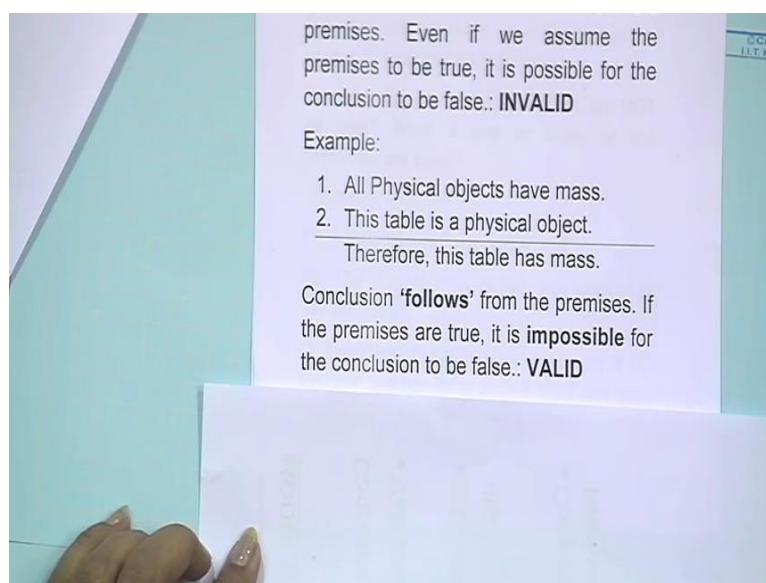 premises. Even if we assume the
premises to be true, it is possible for the
conclusion to be false.: INVALID
Example:
1. All Physical objects have mass.
2. This table is a physical object.
Therefore, this table has mass.
Conclusion ‘follows’ from the premises. If
the premises are true, it is impossible for
the conclusion to be false.: VALID